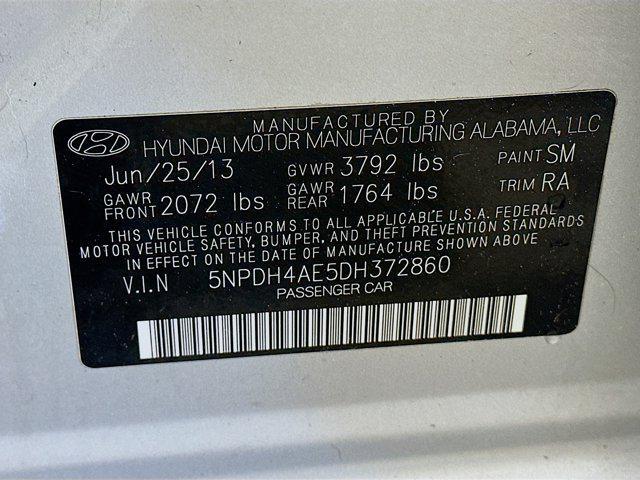 MANUFACTURED BY
HYUNDAI MOTOR MANUFACTURING ALABAMA, LLC
Jun/25/13 GVWR 3792 lbs PAINT SM
GAWR FRONT 2072 lbs GAWR REAR 1764 lbs TRIM RA
THIS VEHICLE CONFORMS TO ALL APPLICABLE U.S.A. FEDERAL
MOTOR VEHICLE SAFETY, BUMPER, AND THEFT PREVENTION STANDARDS
IN EFFECT ON THE DATE OF MANUFACTURE SHOWN ABOVE
V.I.N 5NPDH4AE5DH372860
PASSENGER CAR